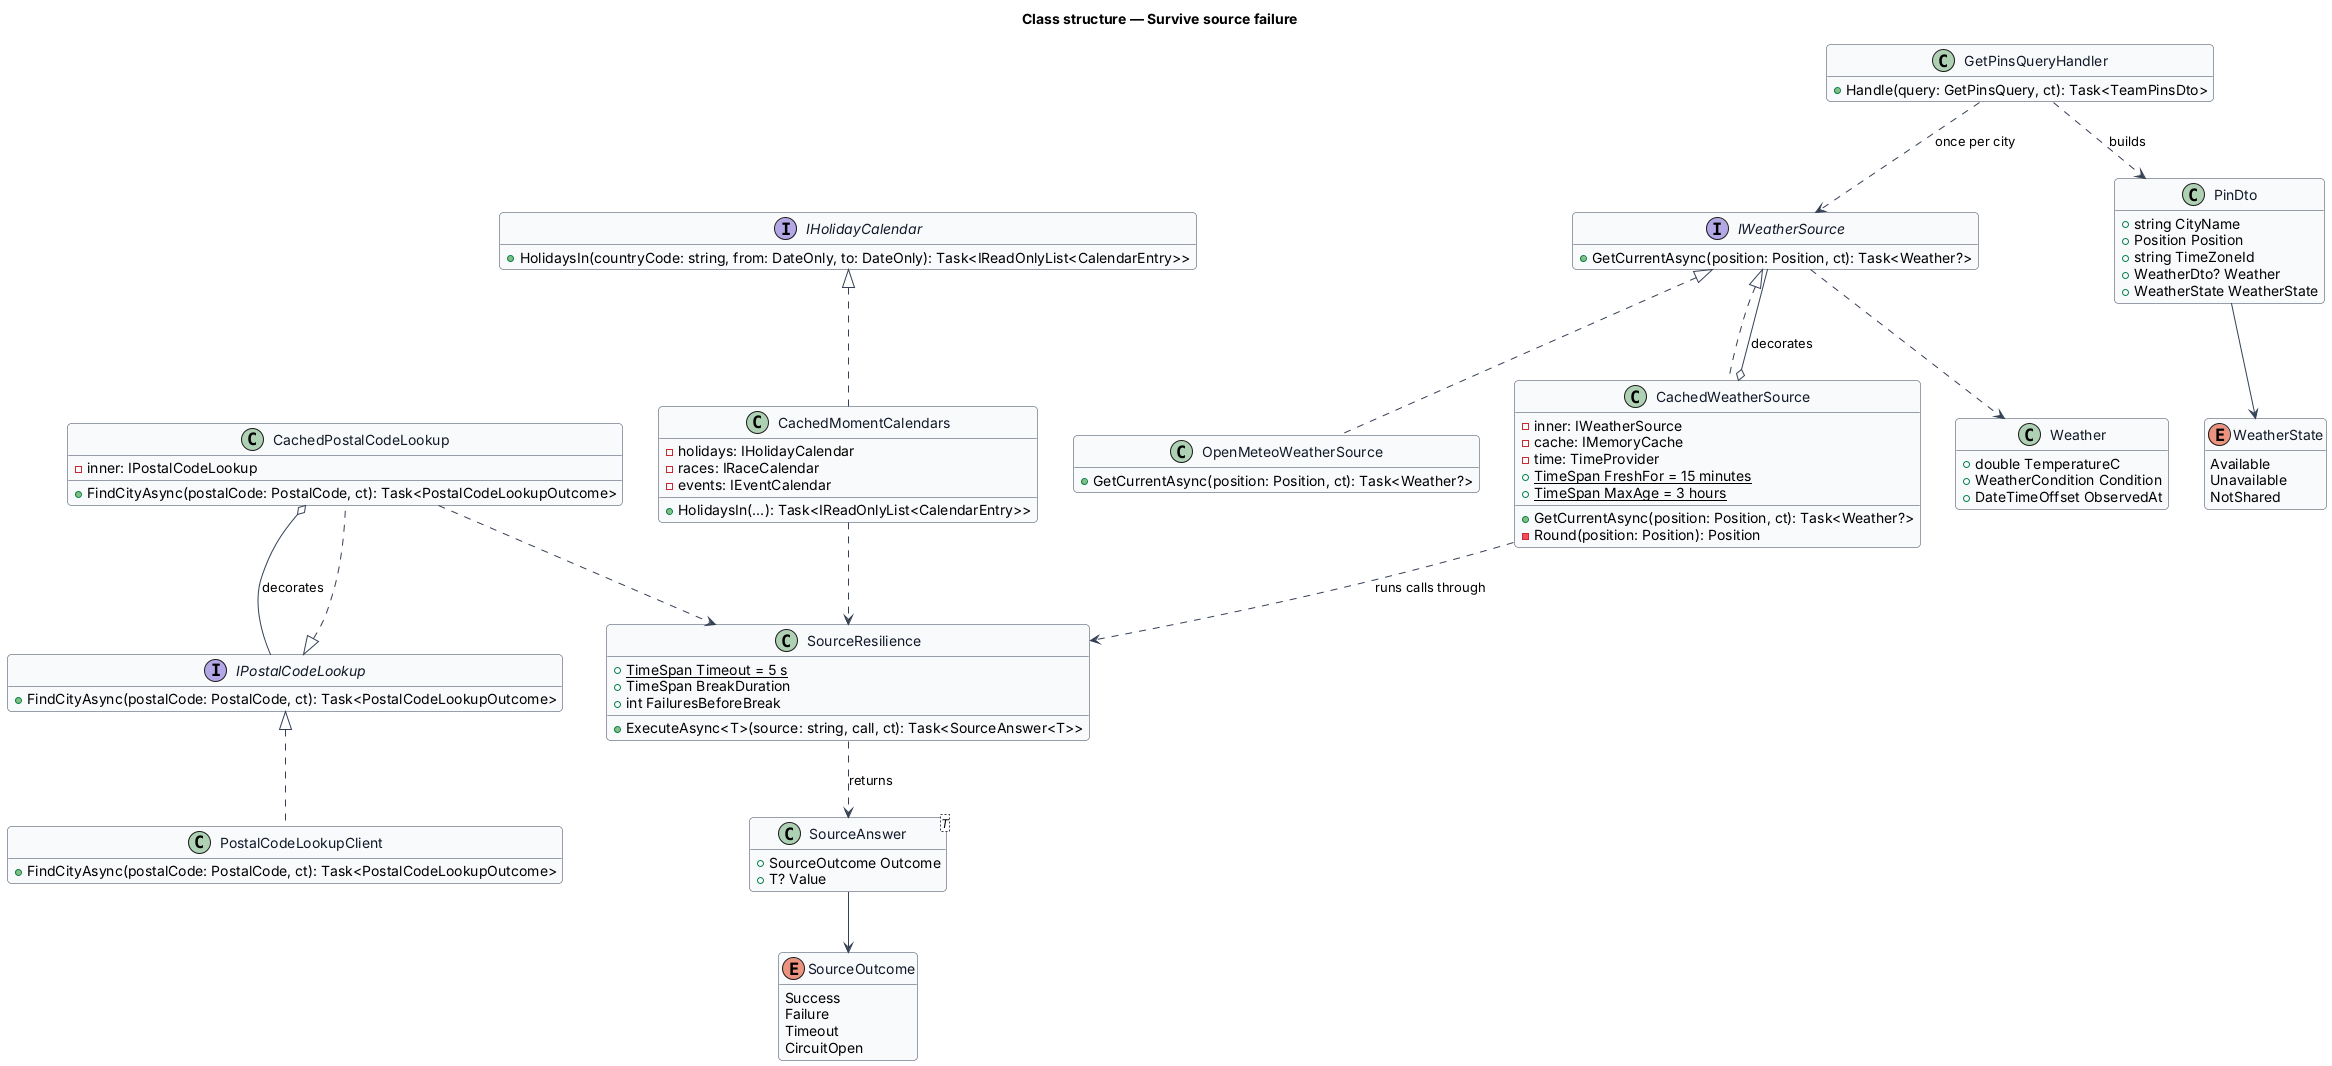 Class structure — Survive source failure
C GetPinsQueryHandler
Handle(query: GetPinsQuery, ct): Task<TeamPinsDto>
once per city
builds
C PinDto
string CityName
Position Position
string TimeZoneId
WeatherDto? Weather
WeatherState WeatherState
I IHolidayCalendar
HolidaysIn(countryCode: string, from: DateOnly, to: DateOnly): Task<IReadOnlyList<CalendarEntry>>
I IWeatherSource
GetCurrentAsync(position: Position, ct): Task<Weather?>
decorates
C CachedPostalCodeLookup
inner: IPostalCodeLookup
FindCityAsync(postalCode: PostalCode, ct): Task<PostalCodeLookupOutcome>
C CachedMomentCalendars
holidays: IHolidayCalendar
races: IRaceCalendar
events: IEventCalendar
HolidaysIn(...): Task<IReadOnlyList<CalendarEntry>>
C OpenMeteoWeatherSource
GetCurrentAsync(position: Position, ct): Task<Weather?>
C CachedWeatherSource
inner: IWeatherSource
cache: IMemoryCache
time: TimeProvider
TimeSpan FreshFor = 15 minutes
TimeSpan MaxAge = 3 hours
GetCurrentAsync(position: Position, ct): Task<Weather?>
Round(position: Position): Position
C Weather
double TemperatureC
WeatherCondition Condition
DateTimeOffset ObservedAt
E WeatherState
Available
Unavailable
NotShared
decorates
runs calls through
I IPostalCodeLookup
FindCityAsync(postalCode: PostalCode, ct): Task<PostalCodeLookupOutcome>
C SourceResilience
TimeSpan Timeout = 5 s
TimeSpan BreakDuration
int FailuresBeforeBreak
ExecuteAsync<T>(source: string, call, ct): Task<SourceAnswer<T>>
returns
C PostalCodeLookupClient
FindCityAsync(postalCode: PostalCode, ct): Task<PostalCodeLookupOutcome>
C SourceAnswer T
SourceOutcome Outcome
T? Value
E SourceOutcome
Success
Failure
Timeout
CircuitOpen